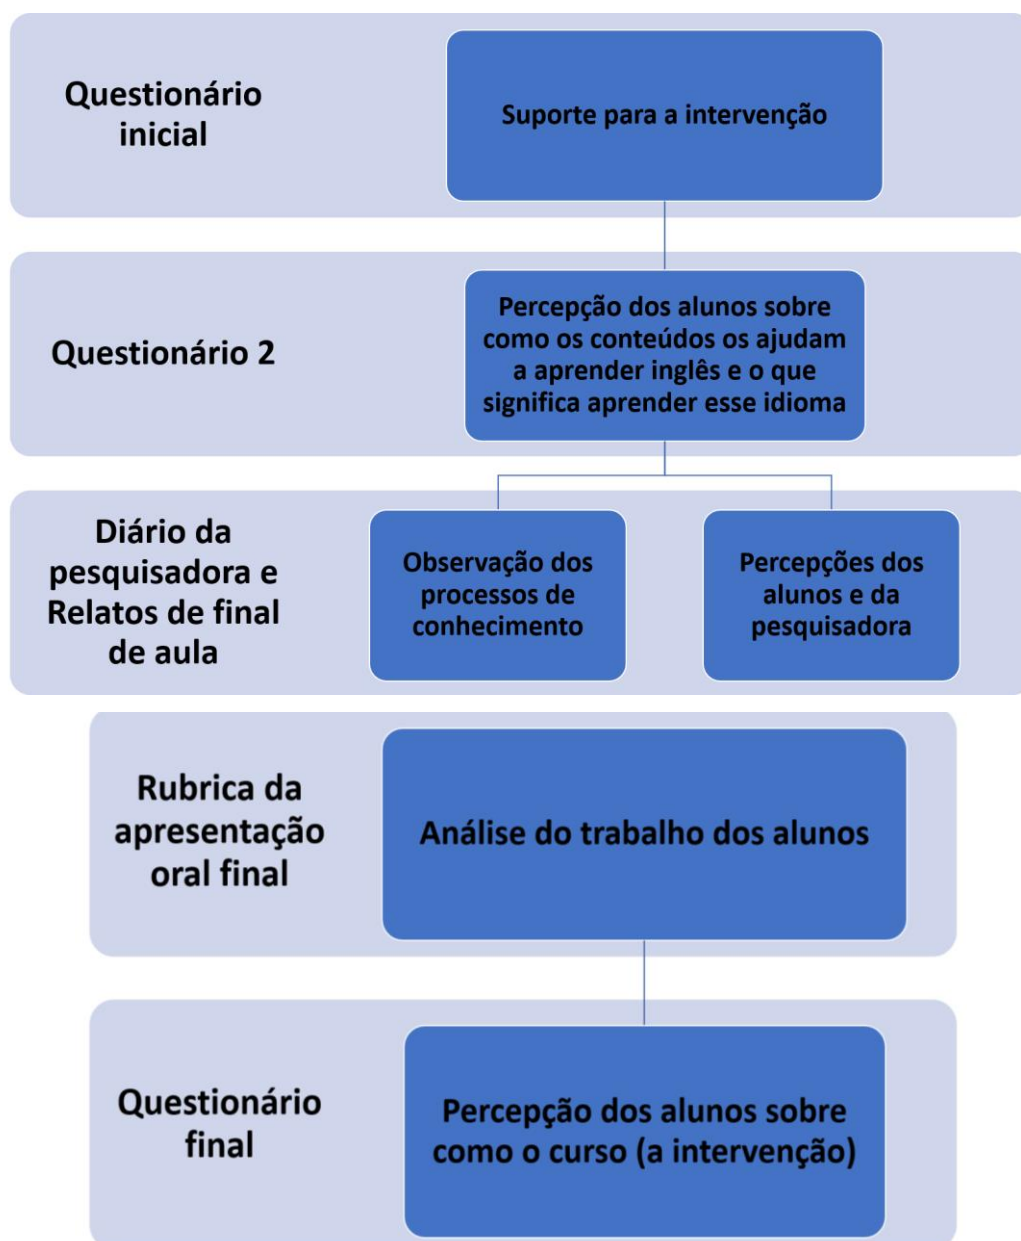 Questionário
inicial
Suporte para a intervenção
Questionário 2
Percepção dos alunos sobre
como os conteúdos os ajudam
a aprender inglês e o que
significa aprender esse idioma
Diário da
pesquisadora e
Relatos de final
de aula
Observação dos
processos de
conhecimento
Percepções dos
alunos e da
pesquisadora
Rubrica da
apresentação
oral final
Análise do trabalho dos alunos
Questionário
final
Percepção dos alunos sobre
como o curso (a intervenção)